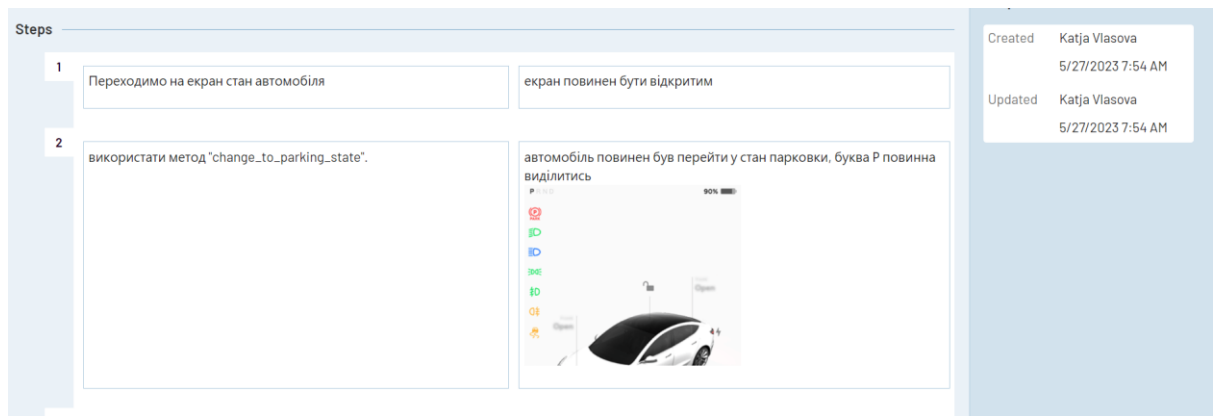 Steps
Created Katja Vlasova
5/27/2023 7:54 AM
Updated Katja Vlasova
5/27/2023 7:54 AM
1
Переходимо на екран стан автомобіля
екран повинен бути відкритим
2
використати метод "change_to_parking_state".
автомобіль повинен був перейти у стан парковки, буква Р повинна
виділитись
P R N D
90%
Open
Open